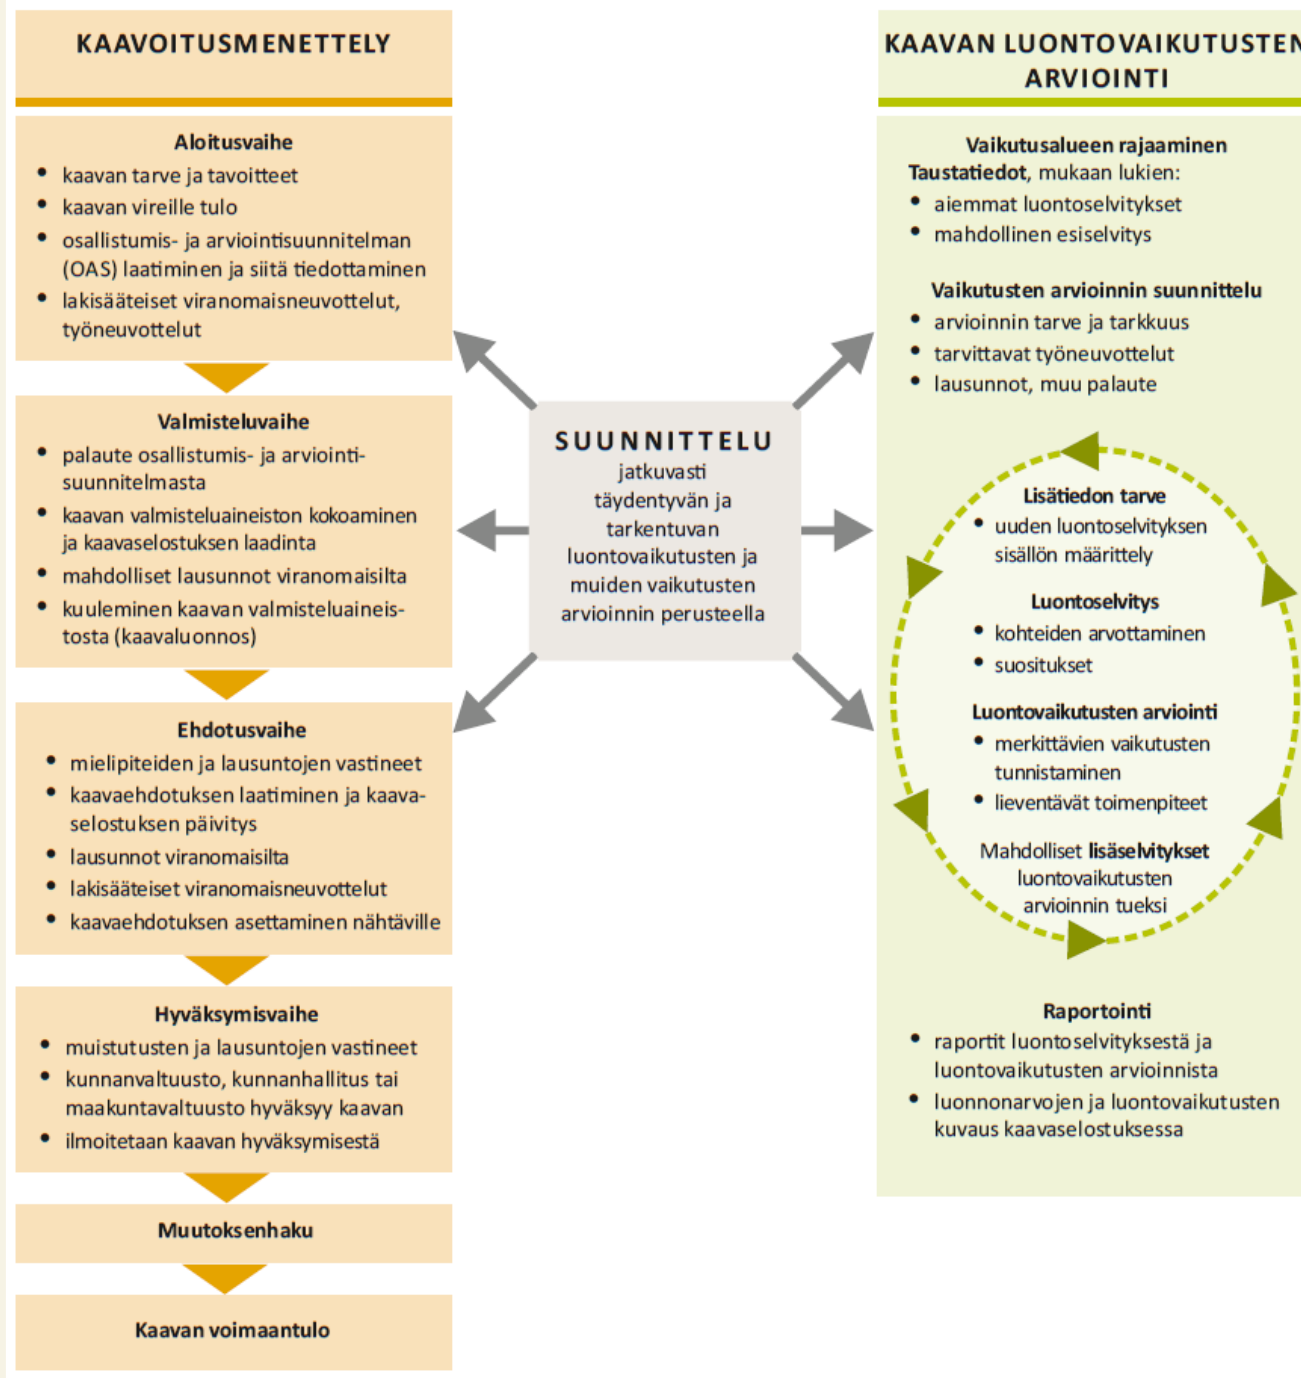 KAAVOITUSMENETTELY
Aloitusvaihe
• kaavan tarve ja tavoitteet
• kaavan vireille tulo
• osallistumis- ja arviointisuunnitelman
(OAS) laatiminen ja siitä tiedottaminen
• lakisääteiset viranomaisneuvottelut,
työneuvottelut
Valmisteluvaihe
• palaute osallistumis- ja arviointi-
suunnitelmasta
• kaavan valmisteluaineiston kokoaminen
ja kaavaselostuksen laadinta
• mahdolliset lausunnot viranomaisilta
• kuuleminen kaavan valmisteluaineis-
tosta (kaavaluonnos)
Ehdotusvaihe
• mielipiteiden ja lausuntojen vastineet
• kaavaehdotuksen laatiminen ja kaava-
selostuksen päivitys
• lausunnot viranomaisilta
• lakisääteiset viranomaisneuvottelut
• kaavaehdotuksen asettaminen nähtäville
Hyväksymisvaihe
• muistutusten ja lausuntojen vastineet
• kunnanvaltuusto, kunnanhallitus tai
maakuntavaltuusto hyväksyy kaavan
• ilmoitetaan kaavan hyväksymisestä
Muutoksenhaku
Kaavan voimaantulo
SUUNNITTELU
jatkuvasti
täydentyvän ja
tarkentuvan
luontovaikutusten ja
muiden vaikutusten
arvioinnin perusteella
KAAVAN LUONTOVAIKUTUSTEN
ARVIOINTI
Vaikutusalueen rajaaminen
Taustatiedot, mukaan lukien:
• aiemmat luontoselvitykset
• mahdollinen esiselvitys
Vaikutusten arvioinnin suunnittelu
• arvioinnin tarve ja tarkkuus
• tarvittavat työneuvottelut
• lausunnot, muu palaute
Lisätiedon tarve
• uuden luontoselvityksen
sisällön määrittely
Luontoselvitys
• kohteiden arvottaminen
• suositukset
Luontovaikutusten arviointi
• merkittävien vaikutusten
tunnistaminen
• lieventävät toimenpiteet
Mahdolliset lisäselvitykset
luontovaikutusten
arvioinnin tueksi
Raportointi
• raportit luontoselvityksestä ja
luontovaikutusten arvioinnista
• luonnonarvojen ja luontovaikutusten
kuvaus kaavaselostuksessa